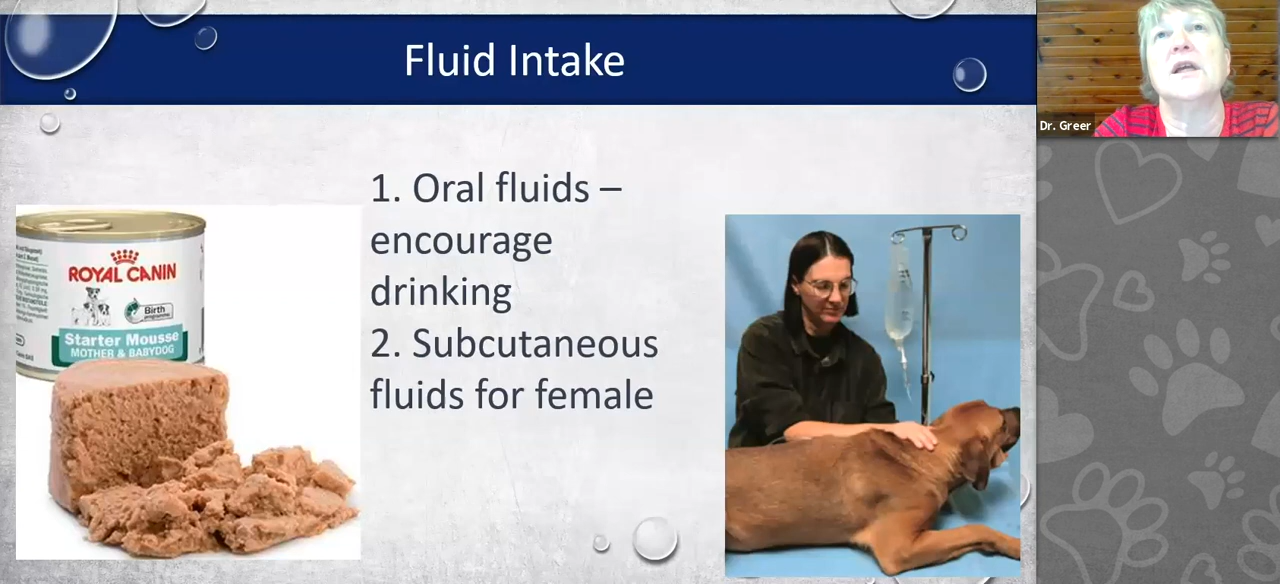 Fluid Intake
Dr. Greer
1. Oral fluids –
encourage
drinking
2. Subcutaneous
fluids for female
ROYAL CANIN
Birth
programme
Starter Mousse
MOTHER & BABYDOG